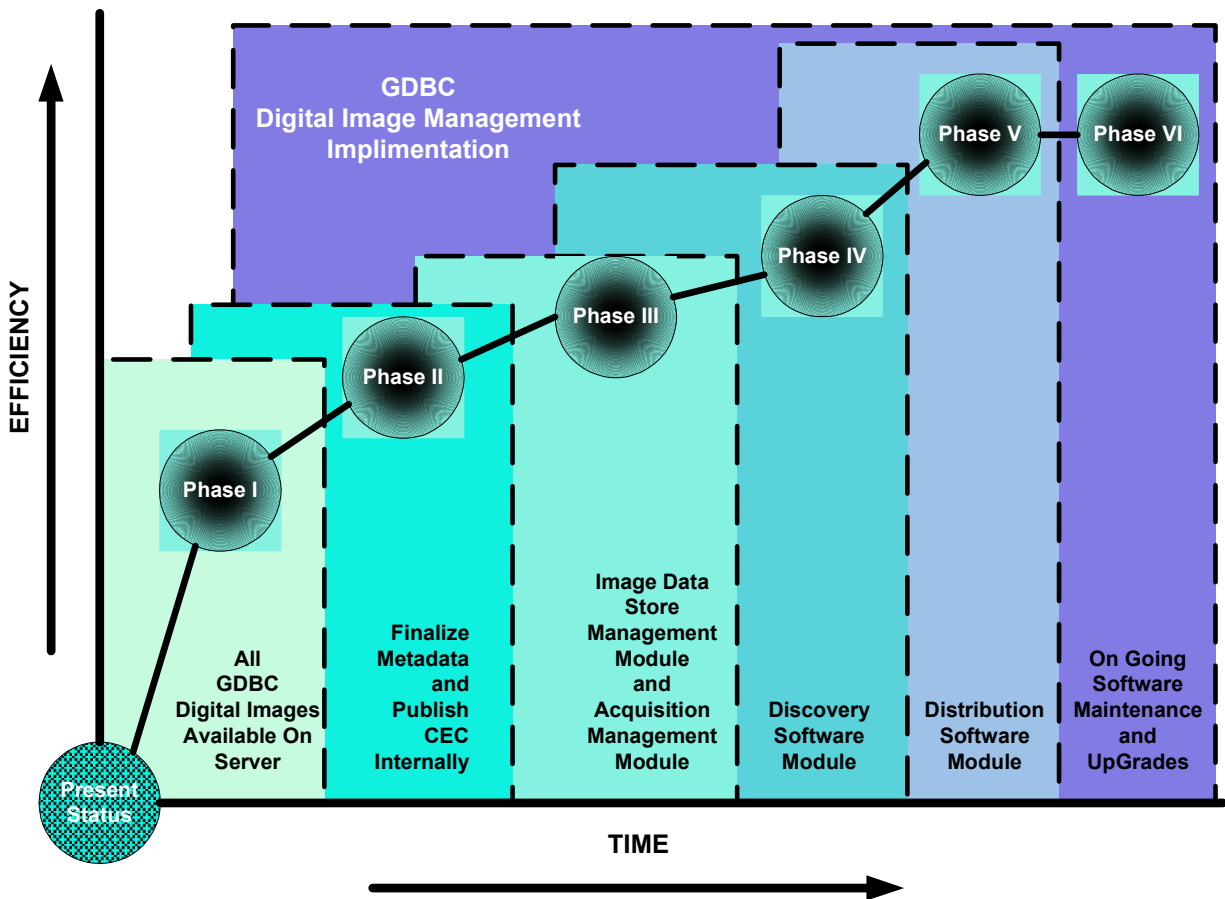 GDBC
Digital Image Management
Implimentation
EFFICIENCY
Phase I
Phase II
Phase III
Phase IV
Phase V
Phase VI
All
GDBC
Digital Images
Available On
Server
Finalize
Metadata
and
Publish
CEC
Internally
Image Data
Store
Management
Module
and
Acquisition
Management
Module
Discovery
Software
Module
Distribution
Software
Module
On Going
Software
Maintenance
and
UpGrades
Present
Status
TIME